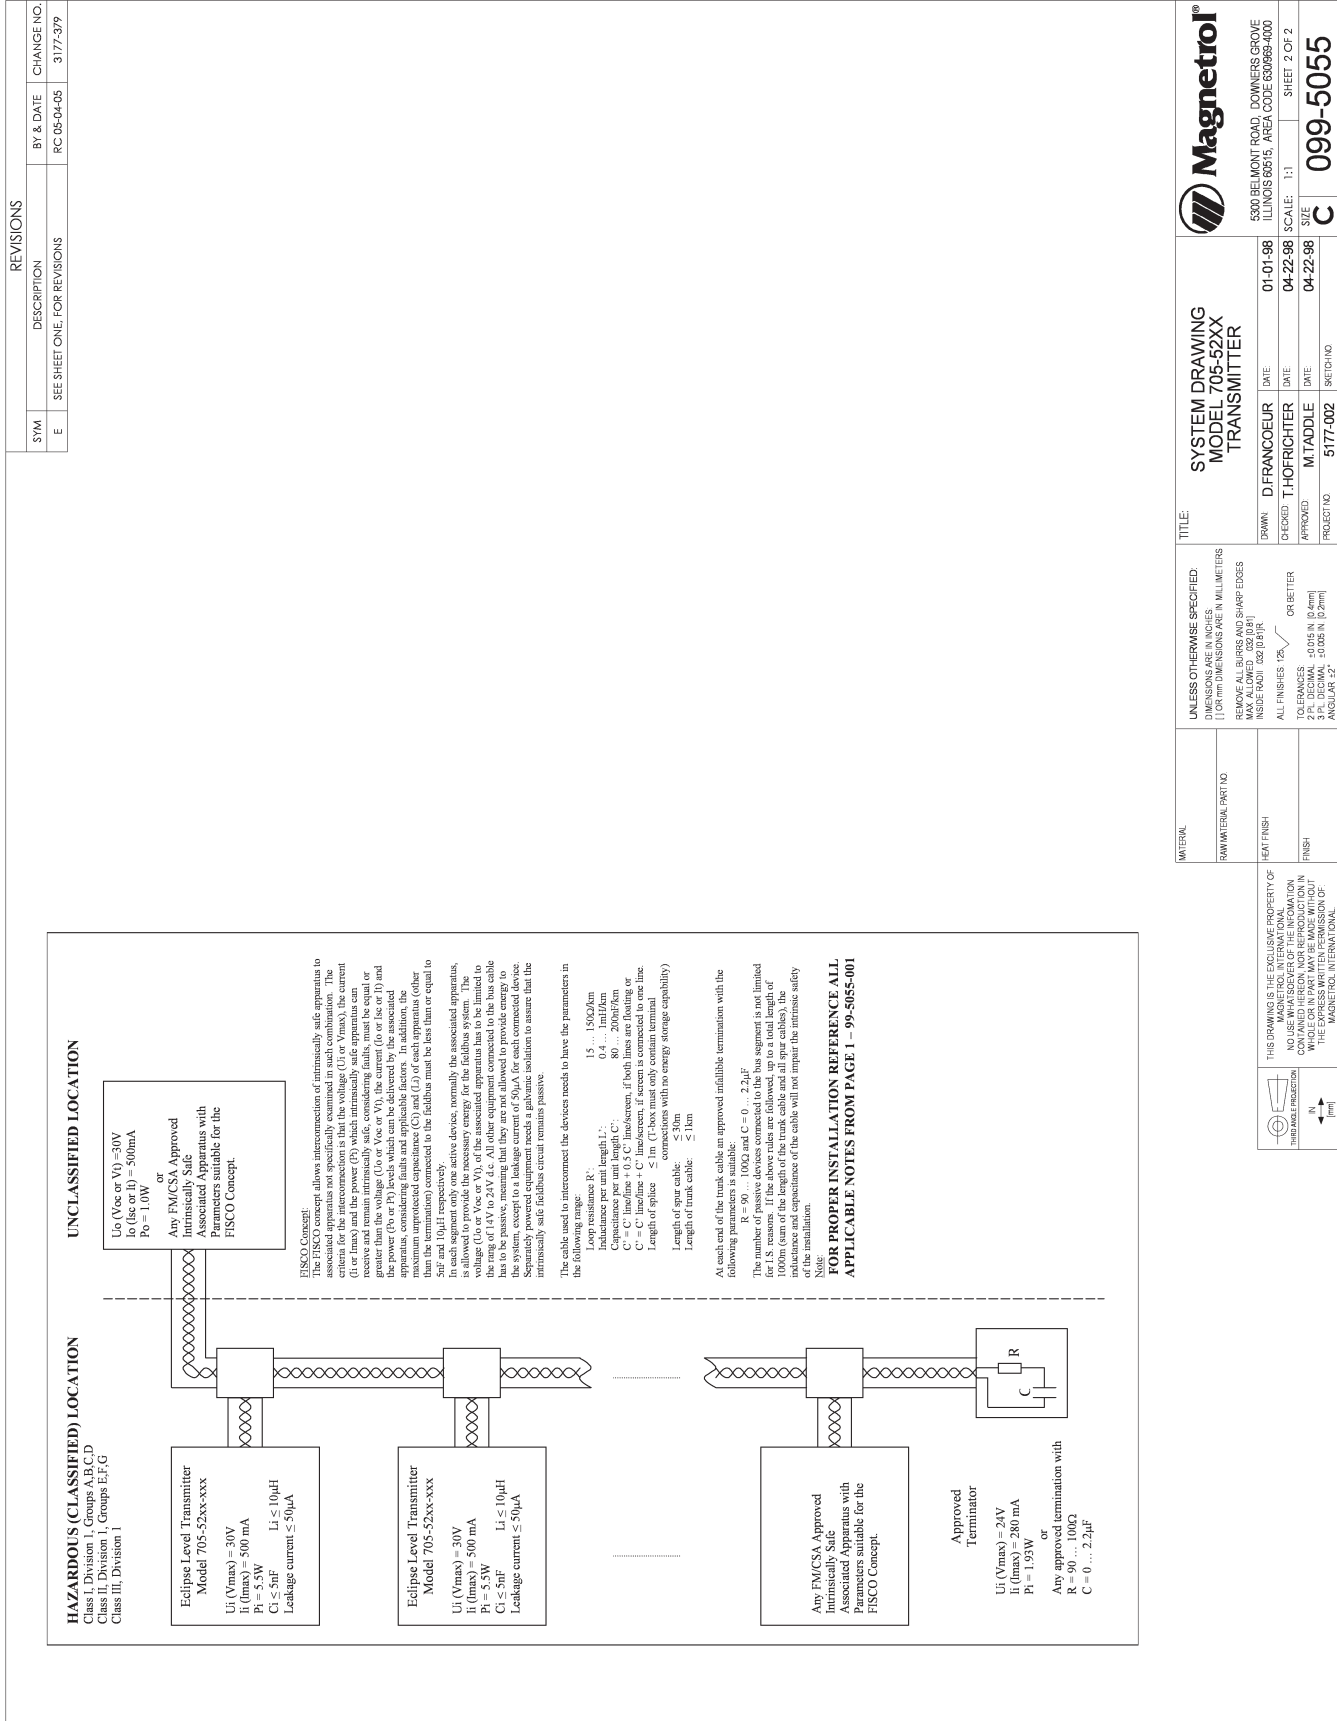 REVISIONS
SYM DESCRIPTION BY & DATE CHANGE NO.
E SEE SHEET ONE, FOR REVISIONS RC 05-04-05 3177-379
HAZARDOUS (CLASSIFIED) LOCATION
Class I, Division 1, Groups A,B,C,D
Class II, Division 1, Groups E,F,G
Class III, Division 1
UNCLASSIFIED LOCATION
Uo (Voc or Vt) =30V
Io (Isc or It) = 500mA
Po = 1.0W
or
Any FM/CSA Approved
Intrinsically Safe
Associated Apparatus with
Parameters suitable for the
FISCO Concept.
Eclipse Level Transmitter
Model 705-52xx-xxx
Ui (Vmax) = 30V
Ii (Imax) = 500 mA
Pi = 5.5W
Ci ≤ 5nF Li ≤ 10µH
Leakage current ≤ 50µA
Eclipse Level Transmitter
Model 705-52xx-xxx
Ui (Vmax) = 30V
Ii (Imax) = 500 mA
Pi = 5.5W
Ci ≤ 5nF Li ≤ 10µH
Leakage current ≤ 50µA
Any FM/CSA Approved
Intrinsically Safe
Associated Apparatus with
Parameters suitable for the
FISCO Concept.
Approved
Terminator
Ui (Vmax) = 24V
Ii (Imax) = 280 mA
Pi = 1.93W
or
Any approved termination with
R = 90 … 100Ω
C = 0 … 2.2µF
R
C
FISCO Concept:
The FISCO concept allows interconnection of intrinsically safe apparatus to
associated apparatus not specifically examined in such combination. The
criteria for the interconnection is that the voltage (Ui or Vmax), the current
(Ii or Imax) and the power (Pi) which intrinsically safe apparatus can
receive and remain intrinsically safe, considering faults, must be equal or
greater than the voltage (Uo or Voc or Vt), the current (Io or Isc or It) and
the power (Po or Pt) levels which can be delivered by the associated
apparatus, considering faults and applicable factors. In addition, the
maximum unprotected capacitance (Ci) and (Li) of each apparatus (other
than the termination) connected to the fieldbus must be less than or equal to
5nF and 10µH respectively.
In each segment only one active device, normally the associated apparatus,
is allowed to provide the necessary energy for the fieldbus system. The
voltage (Uo or Voc or Vt), of the associated apparatus has to be limited to
the range of 14V to 24V d.c. All other equipment connected to the bus cable
has to be passive, meaning that they are not allowed to provide energy to
the system, except to a leakage current of 50µA for each connected device.
Separately powered equipment needs a galvanic isolation to assure that the
intrinsically safe fieldbus circuit remains passive.
The cable used to interconnect the devices needs to have the parameters in
the following range:
Loop resistance R': 15 … 150Ω/km
Inductance per unit length L': 0.4 … 1mH/km
Capacitance per unit length C': 80 … 200nF/km
C' = C' line/line + 0.5 C' line/screen, if both lines are floating or
C' = C' line/line + C' line/screen, if screen is connected to one line.
Length of splice ≤ 1m (T-box must only contain terminal
connections with no energy storage capability)
Length of spur cable: ≤ 30m
Length of trunk cable: ≤ 1km
At each end of the trunk cable an approved infallible termination with the
following parameters is suitable:
R = 90 … 100Ω and C = 0 … 2.2µF
The number of passive devices connected to the bus segment is not limited
for I.S. reasons. If the above rules are followed, up to a total length of
1000m (sum of the length of the trunk cable and all spur cables), the
inductance and capacitance of the cable will not impair the intrinsic safety
of the installation.
Note:
FOR PROPER INSTALLATION REFERENCE ALL
APPLICABLE NOTES FROM PAGE 1 – 99-5055-001
THIS DRAWING IS THE EXCLUSIVE PROPERTY OF
MAGNETROL INTERNATIONAL
NO USE WHATSOEVER OF THE INFOMATION
CONTAINED HEREON, NOR REPRODUCTION IN
WHOLE OR IN PART MAY BE MADE WITHOUT
THE EXPRESS WRITTEN PERMISSION OF:
MAGNETROL INTERNATIONAL.
THIRD ANGLE PROJECTION
IN
[mm]
MATERIAL
RAW MATERIAL PART NO.
HEAT FINISH
FINISH
UNLESS OTHERWISE SPECIFIED:
DIMENSIONS ARE IN INCHES
[ ] OR mm DIMENSIONS ARE IN MILLIMETERS
REMOVE ALL BURRS AND SHARP EDGES
MAX. ALLOWED .032 [0.81]
INSIDE RADII .032 [0.81]R.
ALL FINISHES 125 OR BETTER
TOLERANCES:
2 PL. DECIMAL ±0.015 IN. [0.4mm]
3 PL. DECIMAL ±0.005 IN. [0.2mm]
ANGULAR ±2°
TITLE:
SYSTEM DRAWING
MODEL 705-52XX
TRANSMITTER
DRAWN: D.FRANCOEUR DATE: 01-01-98
CHECKED: T.HOFRICHTER DATE: 04-22-98
APPROVED: M.TADDLE DATE: 04-22-98
PROJECT NO. 5177-002 SKETCH NO.
Magnetrol®
5300 BELMONT ROAD, DOWNERS GROVE
ILLINOIS 60515, AREA CODE 630/969-4000
SCALE: 1:1 SHEET 2 OF 2
SIZE
C 099-5055